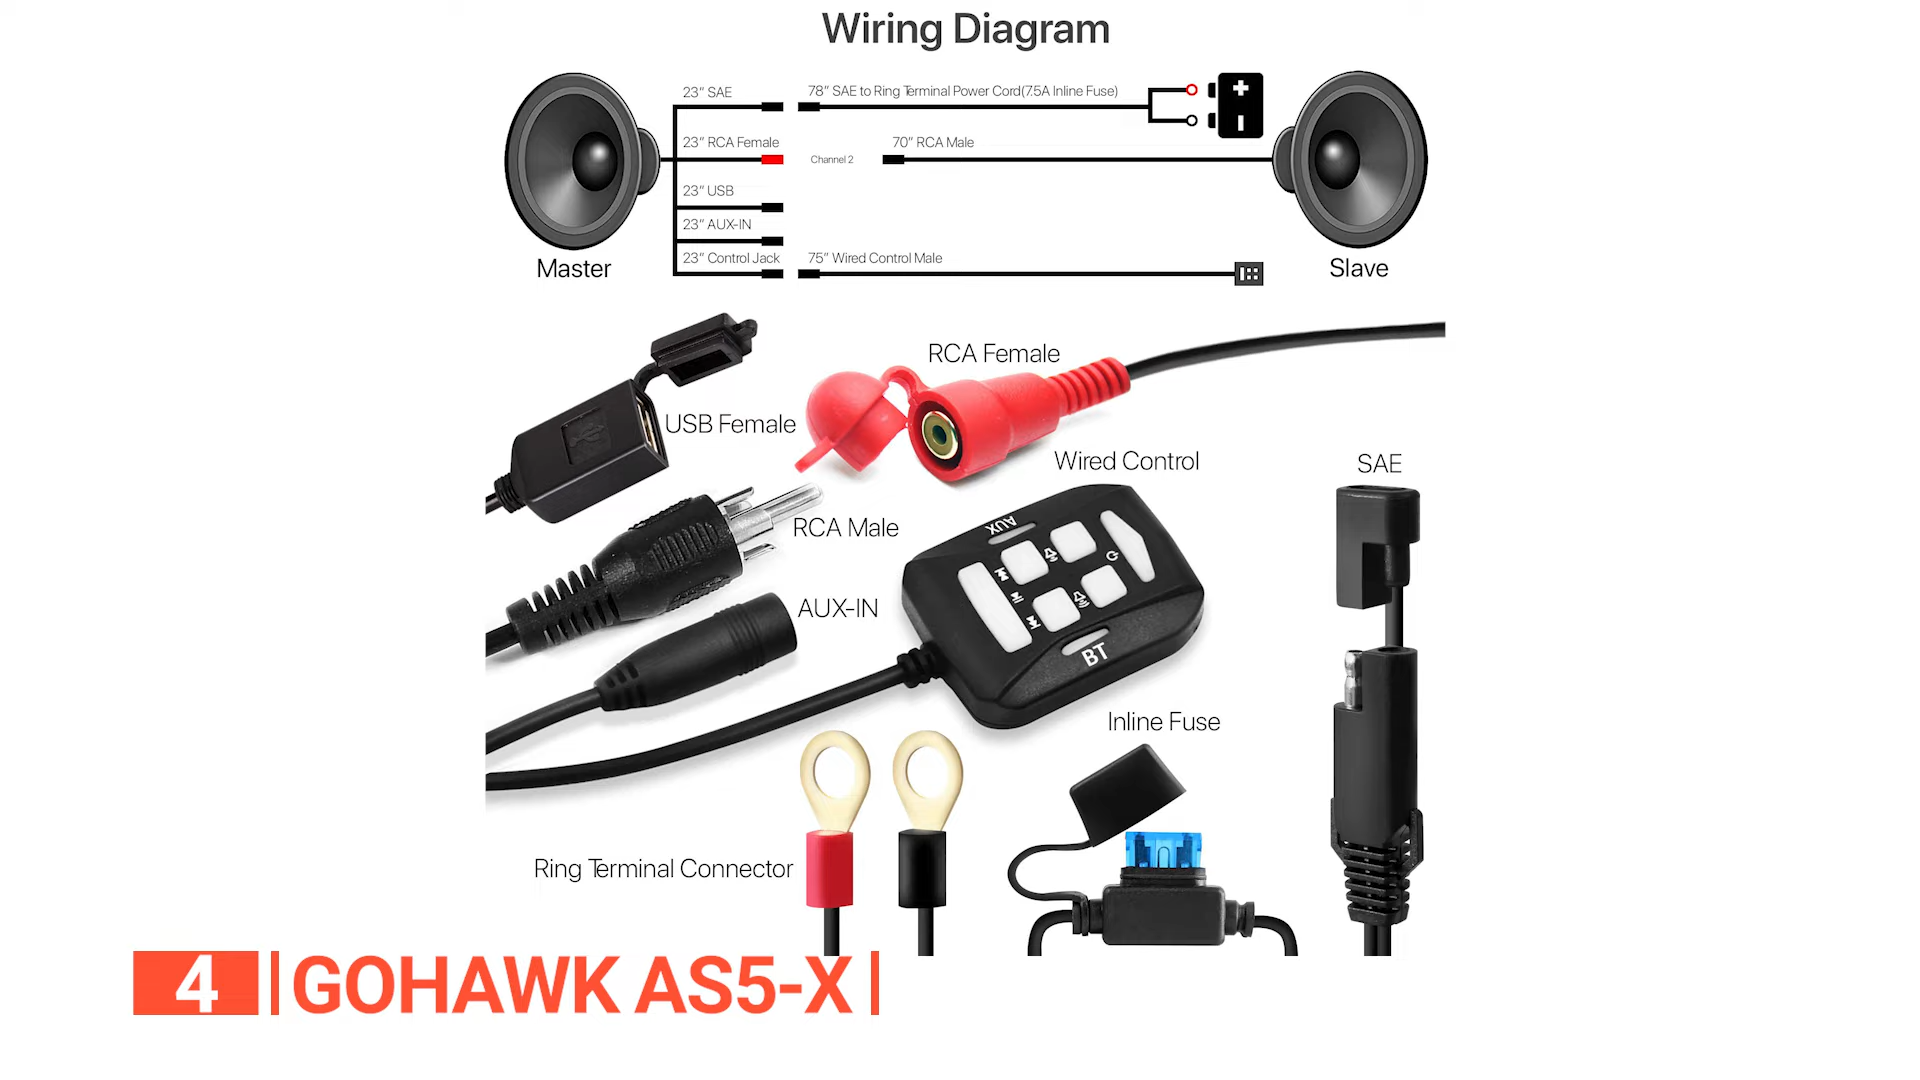 Wiring Diagram
23" SAE
78" SAE to Ring Terminal Power Cord(7.5A Inline Fuse)
23" RCA Female
Channel 2
70" RCA Male
23" USB
23" AUX-IN
23" Control Jack
75" Wired Control Male
Master
Slave
RCA Female
USB Female
Wired Control
SAE
RCA Male
AUX
AUX-IN
BT
Inline Fuse
Ring Terminal Connector
4
GOHAWK AS5-X